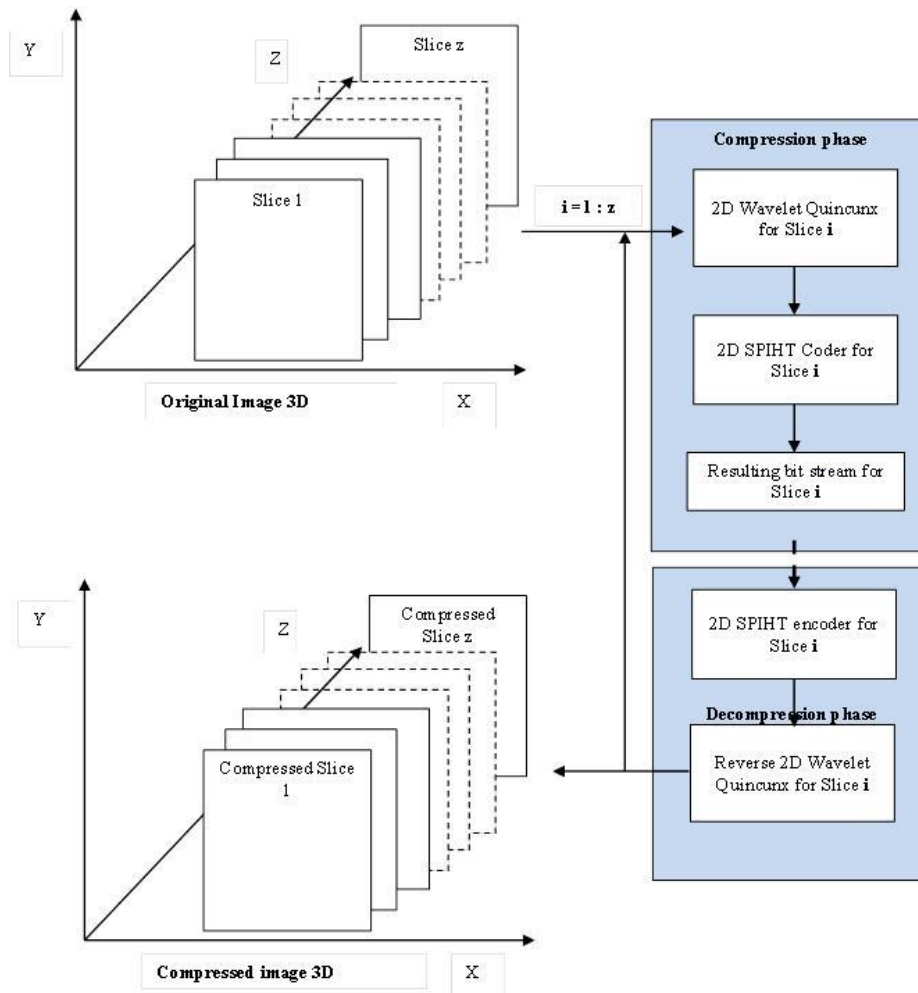 Y
Z
Slice z
Slice 1
Original Image 3D
X
i = 1 : z
Compression phase
2D Wavelet Quincunx
for Slice i
2D SPIHT Coder for
Slice i
Resulting bit stream for
Slice i
2D SPIHT encoder for
Slice i
Decompression phase
Reverse 2D Wavelet
Quincunx for Slice i
Y
Z
Compressed
Slice z
Compressed Slice
1
Compressed image 3D
X